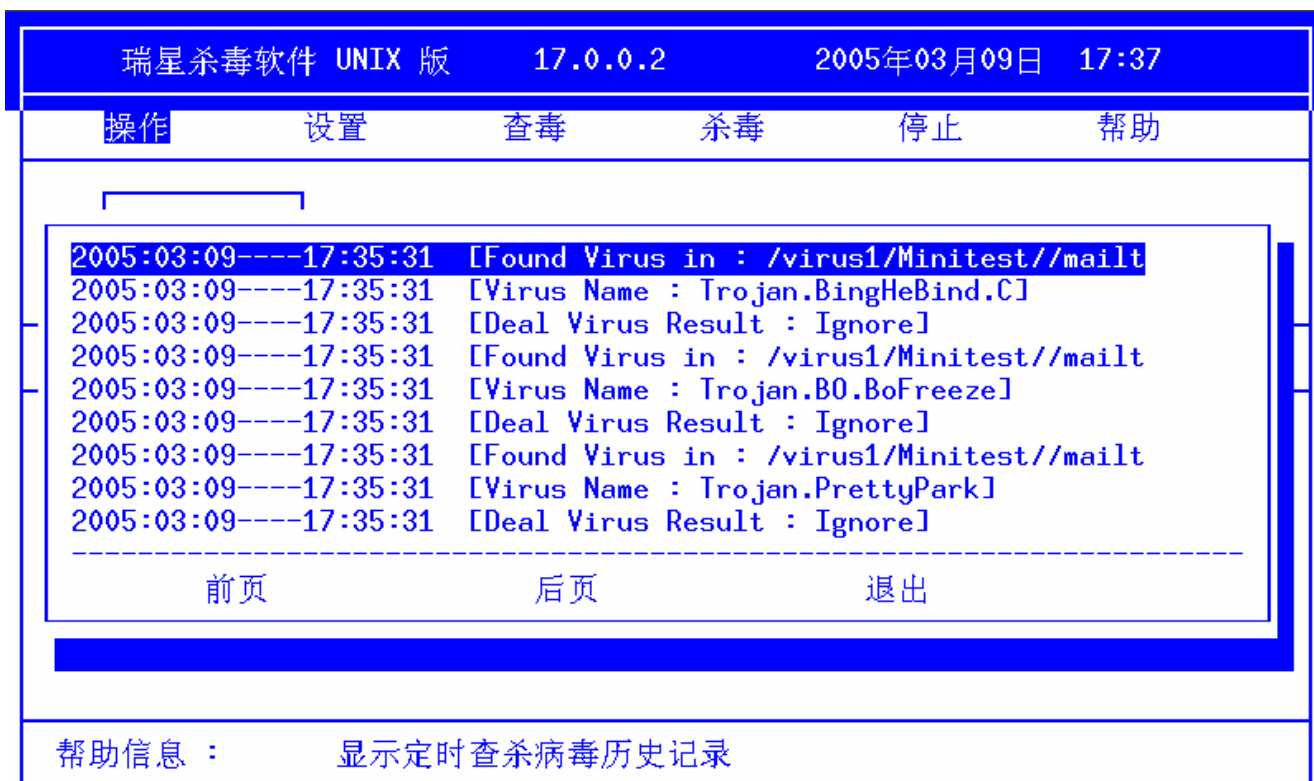 瑞星杀毒软件 UNIX 版 17.0.0.2 2005年03月09日 17:37
操作 设置 查毒 杀毒 停止 帮助
2005:03:09----17:35:31 [Found Virus in : /virus1/Minitest//mailt
2005:03:09----17:35:31 [Virus Name : Trojan.BingHeBind.C]
2005:03:09----17:35:31 [Deal Virus Result : Ignore]
2005:03:09----17:35:31 [Found Virus in : /virus1/Minitest//mailt
2005:03:09----17:35:31 [Virus Name : Trojan.BO.BoFreeze]
2005:03:09----17:35:31 [Deal Virus Result : Ignore]
2005:03:09----17:35:31 [Found Virus in : /virus1/Minitest//mailt
2005:03:09----17:35:31 [Virus Name : Trojan.PrettyPark]
2005:03:09----17:35:31 [Deal Virus Result : Ignore]
前页 后页 退出
帮助信息 : 显示定时查杀病毒历史记录